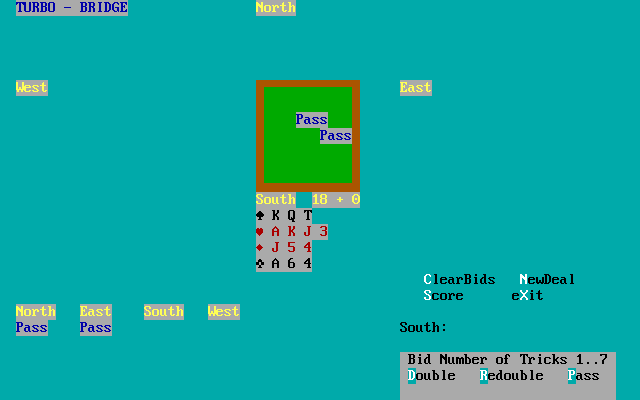 TURBO - BRIDGE
North
West
East
Pass
Pass
South 18 + 0
♠ K Q T
♥ A K J 3
♦ J 5 4
♣ A 6 4
ClearBids NewDeal
Score eXit
North East South West
Pass Pass
South:
Bid Number of Tricks 1..7
Double Redouble Pass